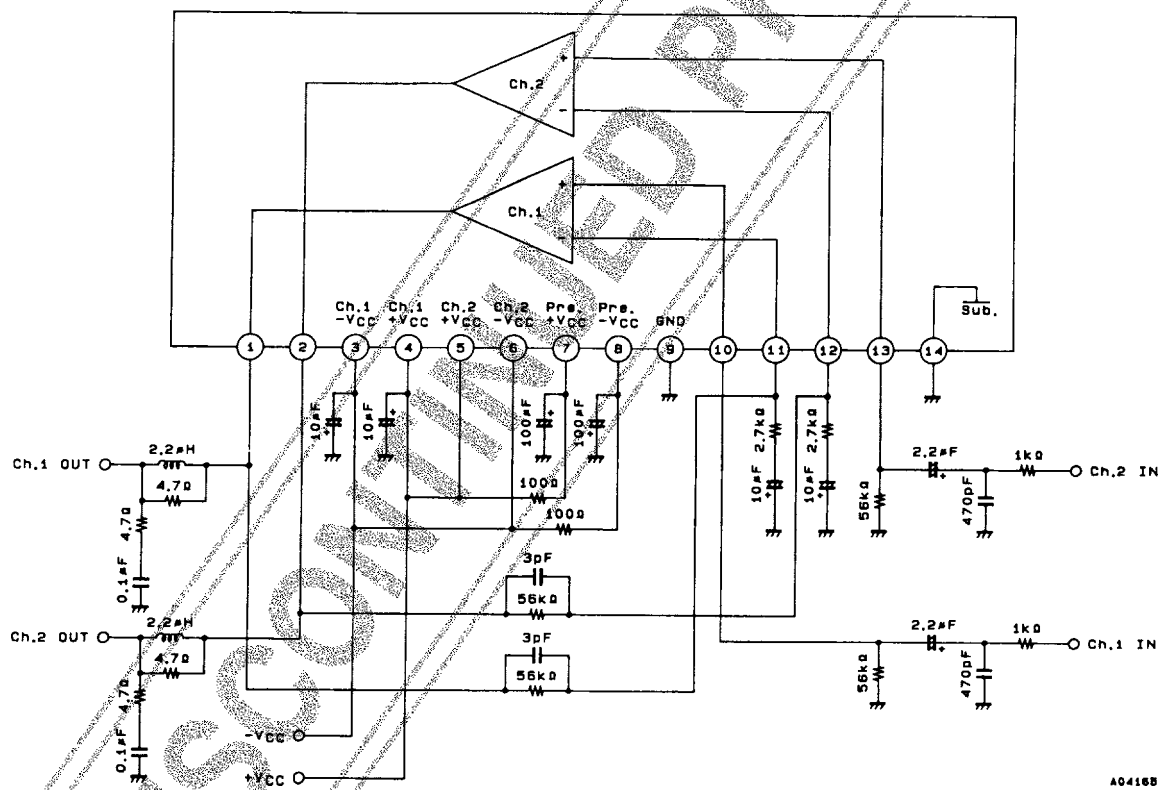 DISCONTINUED PR
Ch.2
+
-
Ch.1
+
-
Ch.1 Ch.1 Ch.2 Ch.2 Pre. Pre.
-VCC +VCC +VCC -VCC +VCC -VCC GND
Sub.
1 2 3 4 5 6 7 8 9 10 11 12 13 14
10µF
10µF
100µF
100µF
2.7kΩ
2.7kΩ
10µF
10µF
Ch.1 OUT
2.2µH
4.7Ω
4.7Ω
0.1µF
100Ω
100Ω
2.2µF
1kΩ
Ch.2 IN
56kΩ
470pF
3pF
56kΩ
Ch.2 OUT
2.2µH
4.7Ω
4.7Ω
0.1µF
3pF
56kΩ
2.2µF
1kΩ
Ch.1 IN
56kΩ
470pF
-VCC
+VCC